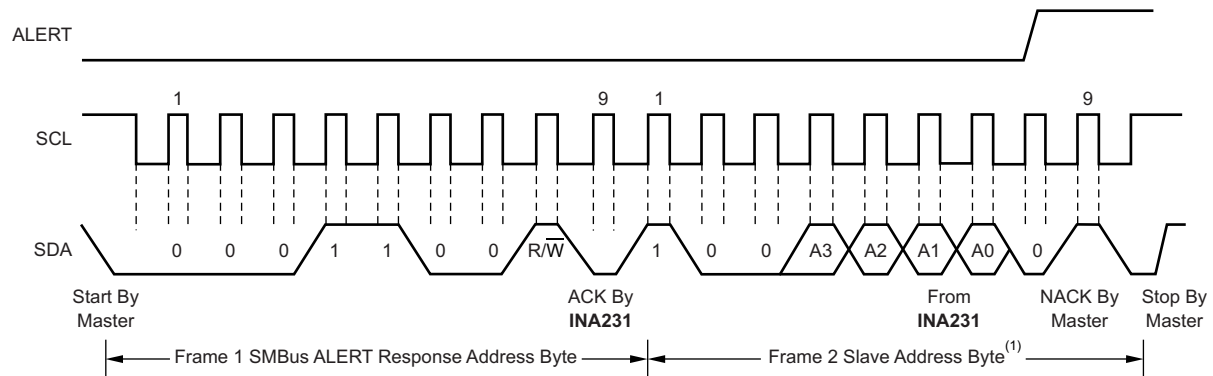 ALERT
1 9 1 9
SCL
SDA
0 0 0 1 1 0 0 R/W̅ 1 0 0 A3 A2 A1 A0 0
Start By
Master
ACK By
INA231
From
INA231
NACK By
Master
Stop By
Master
Frame 1 SMBus ALERT Response Address Byte
Frame 2 Slave Address Byte(1)